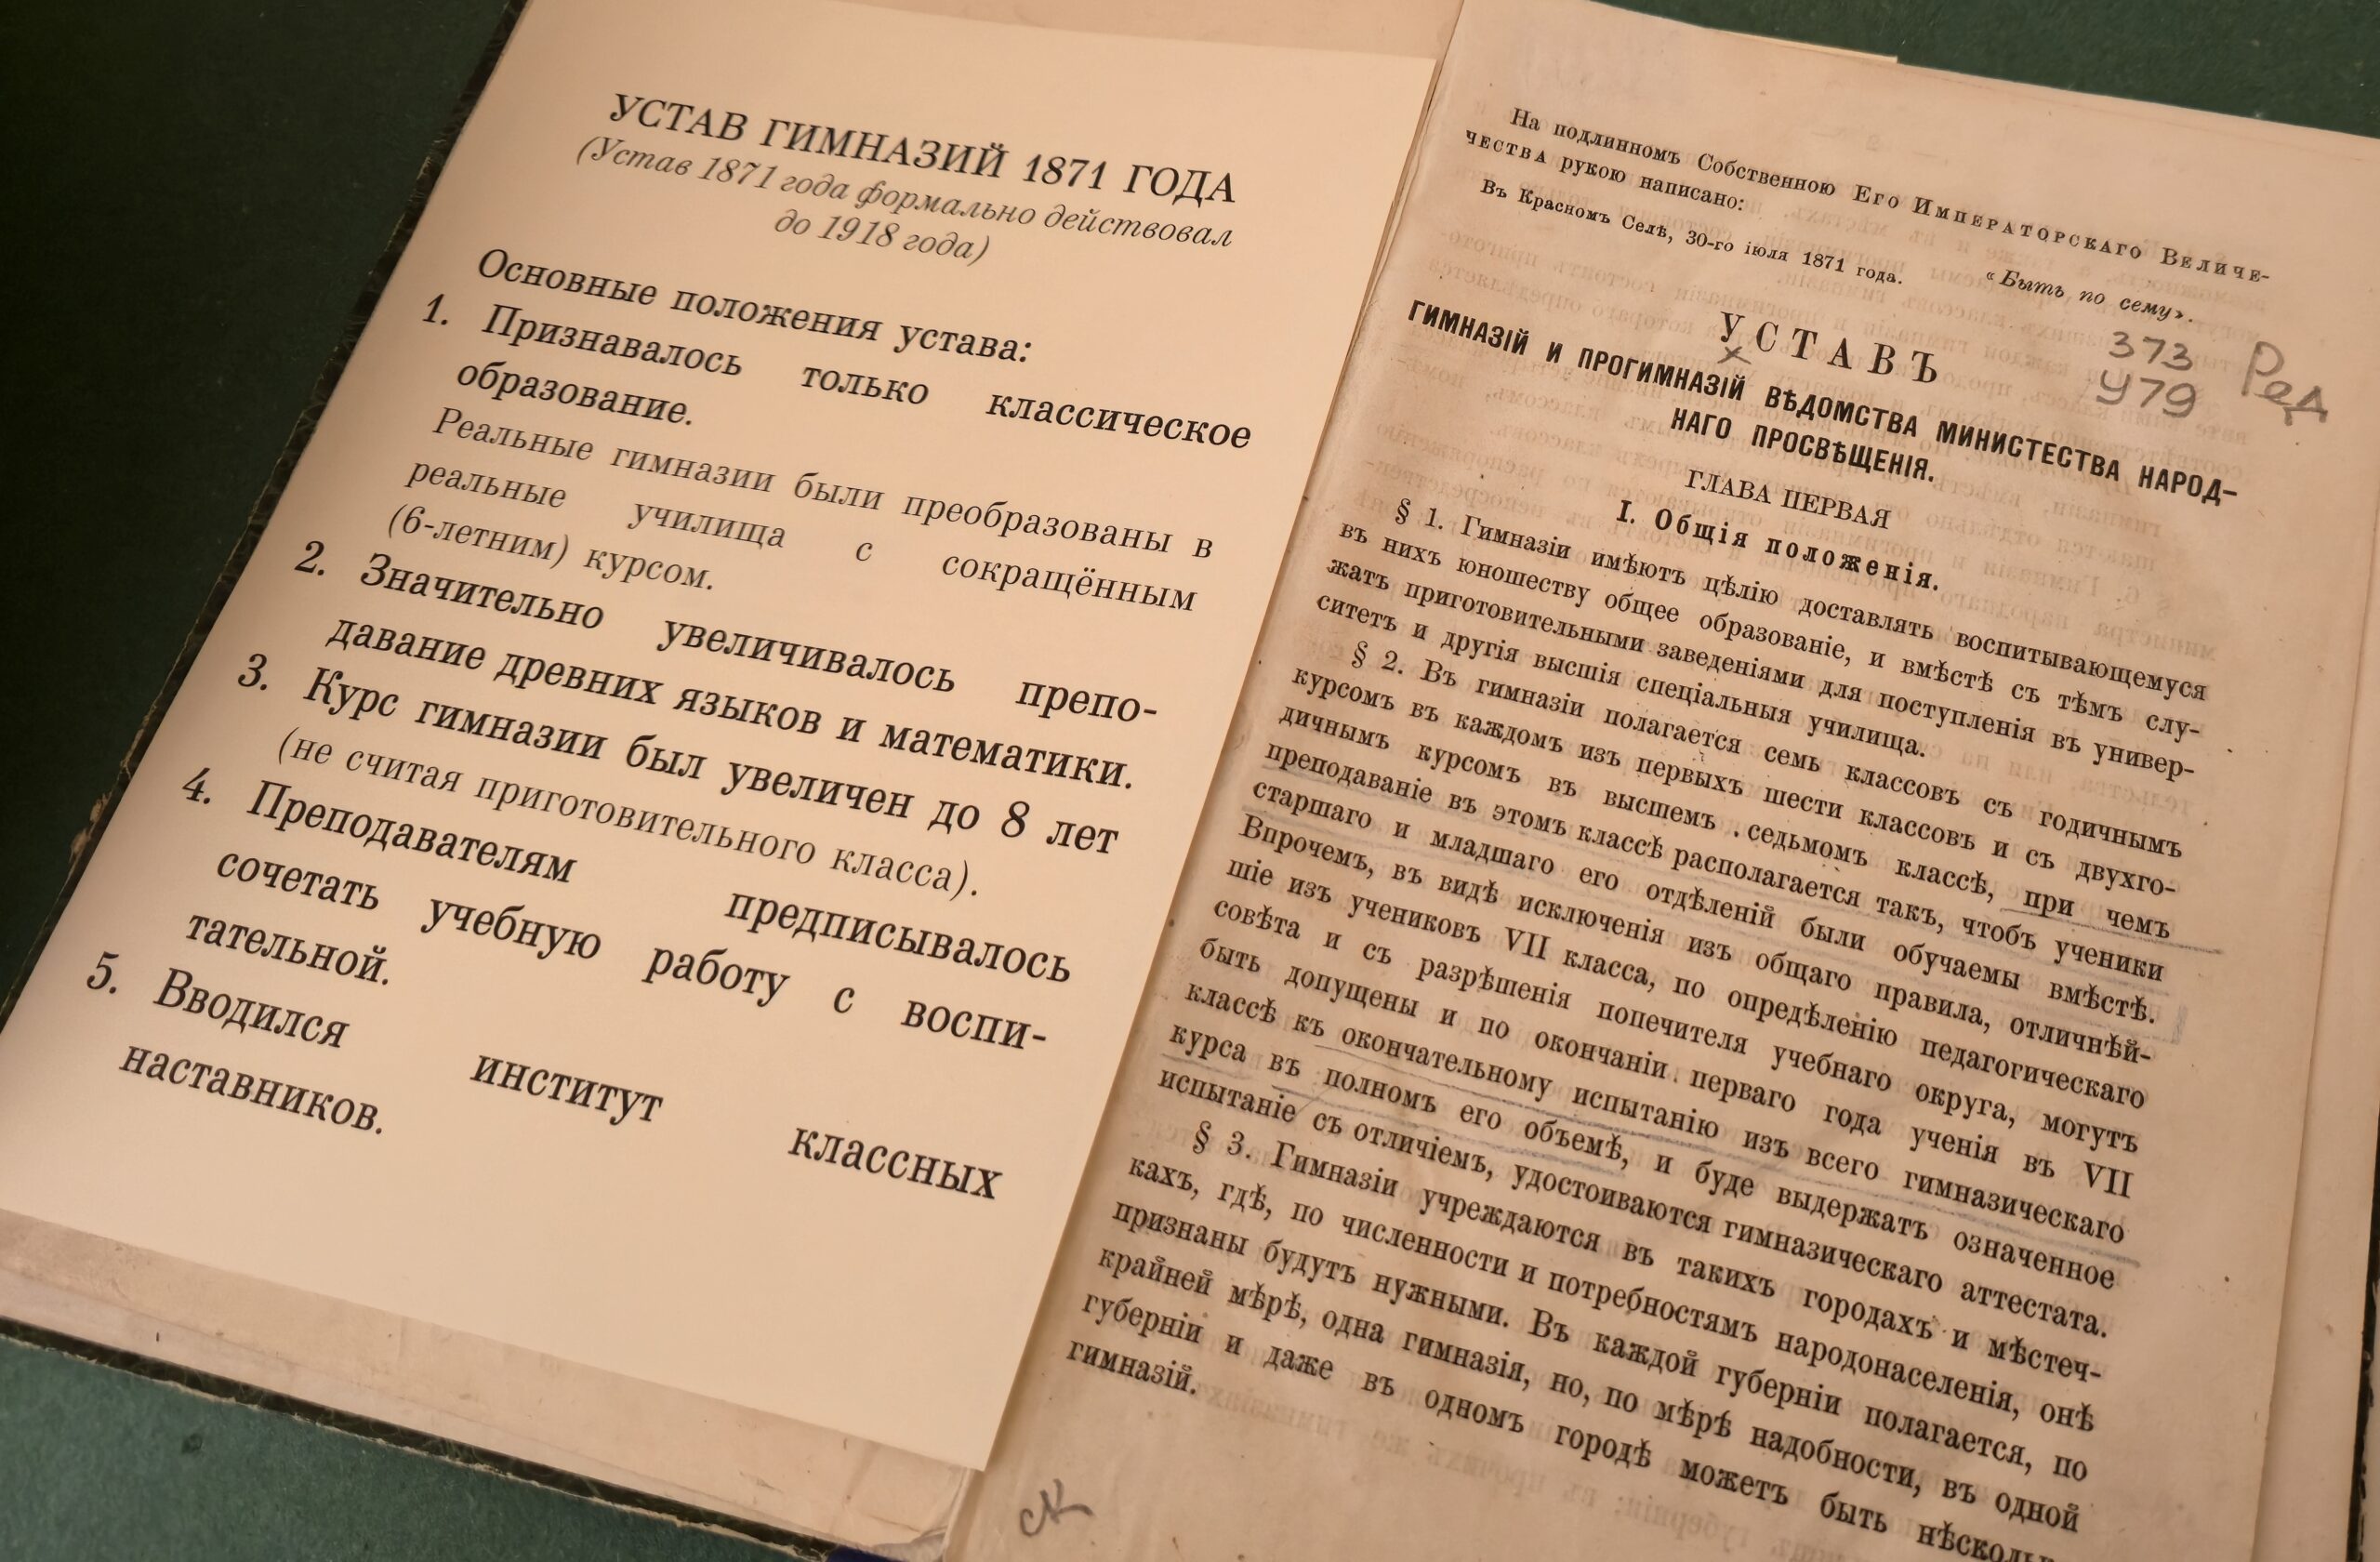 УСТАВ ГИМНАЗИЙ 1871 ГОДА
(Устав 1871 года формально действовал
до 1918 года)
Основные положения устава:
1. Признавалось только классическое
образование.
Реальные гимназии были преобразованы в
реальные училища с сокращённым
(6-летним) курсом.
2. Значительно увеличивалось препо-
давание древних языков и математики.
3. Курс гимназии был увеличен до 8 лет
(не считая приготовительного класса).
4. Преподавателям предписывалось
сочетать учебную работу с воспи-
тательной.
5. Вводился институт классных
наставников.
На подлинномъ Собственною Его Императорскаго Величе-
чества рукою написано:
«Быть по сему».
Въ Красномъ Селѣ, 30-го іюля 1871 года.
373 Ред
У79
УСТАВЪ
ГИМНАЗІЙ И ПРОГИМНАЗІЙ ВѢДОМСТВА МИНИСТЕСТВА НАРОД-
НАГО ПРОСВѢЩЕНІЯ.
ГЛАВА ПЕРВАЯ
I. Общія положенія.
§ 1. Гимназіи имѣютъ цѣлію доставлять воспитывающемуся
въ нихъ юношеству общее образованіе, и вмѣстѣ съ тѣмъ слу-
жатъ приготовительными заведеніями для поступленія въ универ-
ситетъ и другія высшія спеціальныя училища.
§ 2. Въ гимназіи полагается семь классовъ съ годичнымъ
курсомъ въ каждомъ изъ первыхъ шести классовъ и съ двухго-
дичнымъ курсомъ въ высшемъ седьмомъ классѣ, при чемъ
преподаваніе въ этомъ классѣ располагается такъ, чтобъ ученики
старшаго и младшаго его отдѣленій были обучаемы вмѣстѣ.
Впрочемъ, въ видѣ исключенія изъ общаго правила, отличнѣй-
шіе изъ учениковъ VII класса, по опредѣленію педагогическаго
совѣта и съ разрѣшенія попечителя учебнаго округа, могутъ
быть допущены и по окончаніи перваго года ученія въ VII
классѣ къ окончательному испытанію изъ всего гимназическаго
курса въ полномъ его объемѣ, и буде выдержатъ означенное
испытаніе съ отличіемъ, удостоиваются гимназическаго аттестата.
§ 3. Гимназіи учреждаются въ такихъ городахъ и мѣстеч-
кахъ, гдѣ, по численности и потребностямъ народонаселенія, онѣ
признаны будутъ нужными. Въ каждой губерніи полагается, по
крайней мѣрѣ, одна гимназія, но, по мѣрѣ надобности, въ одной
губерніи и даже въ одномъ городѣ можетъ быть
гимназій.
СК